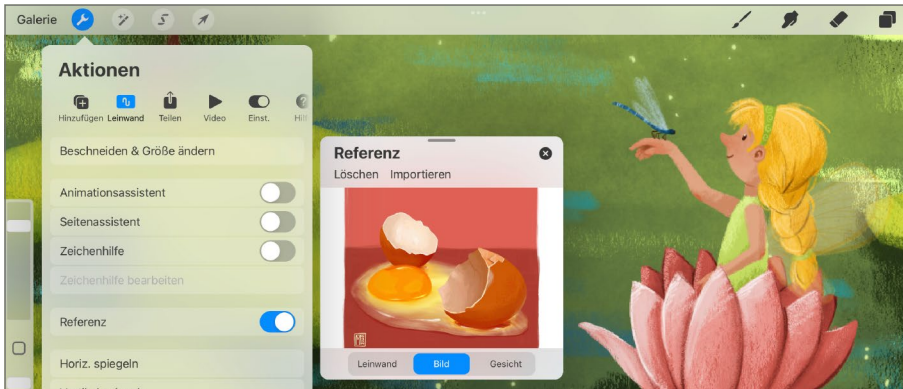 Galerie
Aktionen
Hinzufügen Leinwand Teilen Video Einst.
Beschneiden & Größe ändern
Animationsassistent
Seitenassistent
Zeichenhilfe
Zeichenhilfe bearbeiten
Referenz
Horiz. spiegeln
Referenz
Löschen Importieren
Leinwand Bild Gesicht